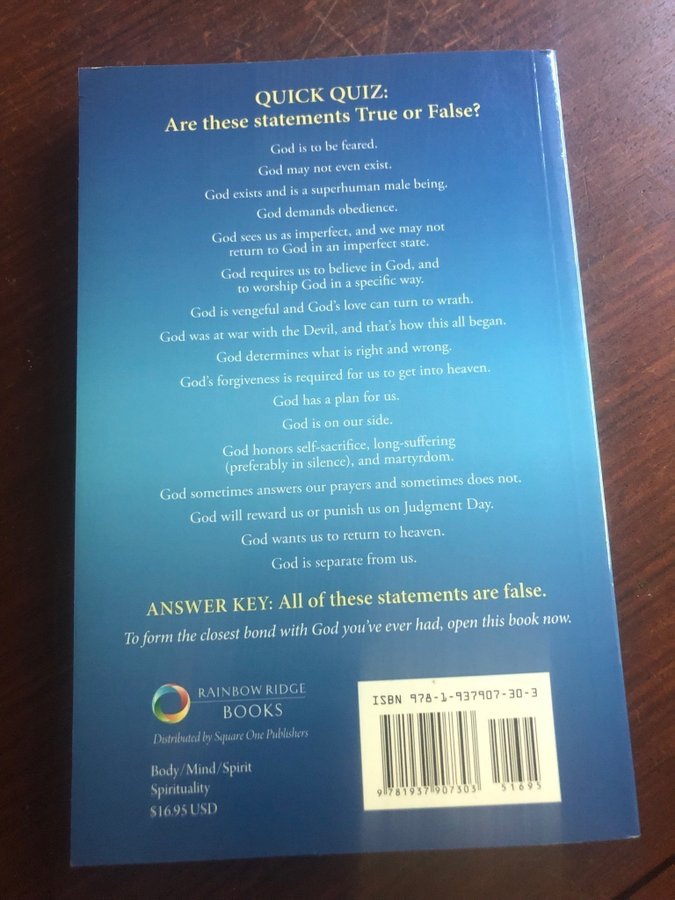 QUICK QUIZ:
Are these statements True or False?
God is to be feared.
God may not even exist.
God exists and is a superhuman male being.
God demands obedience.
God sees us as imperfect, and we may not
return to God in an imperfect state.
God requires us to believe in God, and
to worship God in a specific way.
God is vengeful and God's love can turn to wrath.
God was at war with the Devil, and that's how this all began.
God determines what is right and wrong.
God's forgiveness is required for us to get into heaven.
God has a plan for us.
God is on our side.
God honors self-sacrifice, long-suffering
(preferably in silence), and martyrdom.
God sometimes answers our prayers and sometimes does not.
God will reward us or punish us on Judgment Day.
God wants us to return to heaven.
God is separate from us.
ANSWER KEY: All of these statements are false.
To form the closest bond with God you've ever had, open this book now.
RAINBOW RIDGE
BOOKS
Distributed by Square One Publishers
Body/Mind/Spirit
Spirituality
$16.95 USD
ISBN 978-1-937907-30-3
9 781937 907303
51695